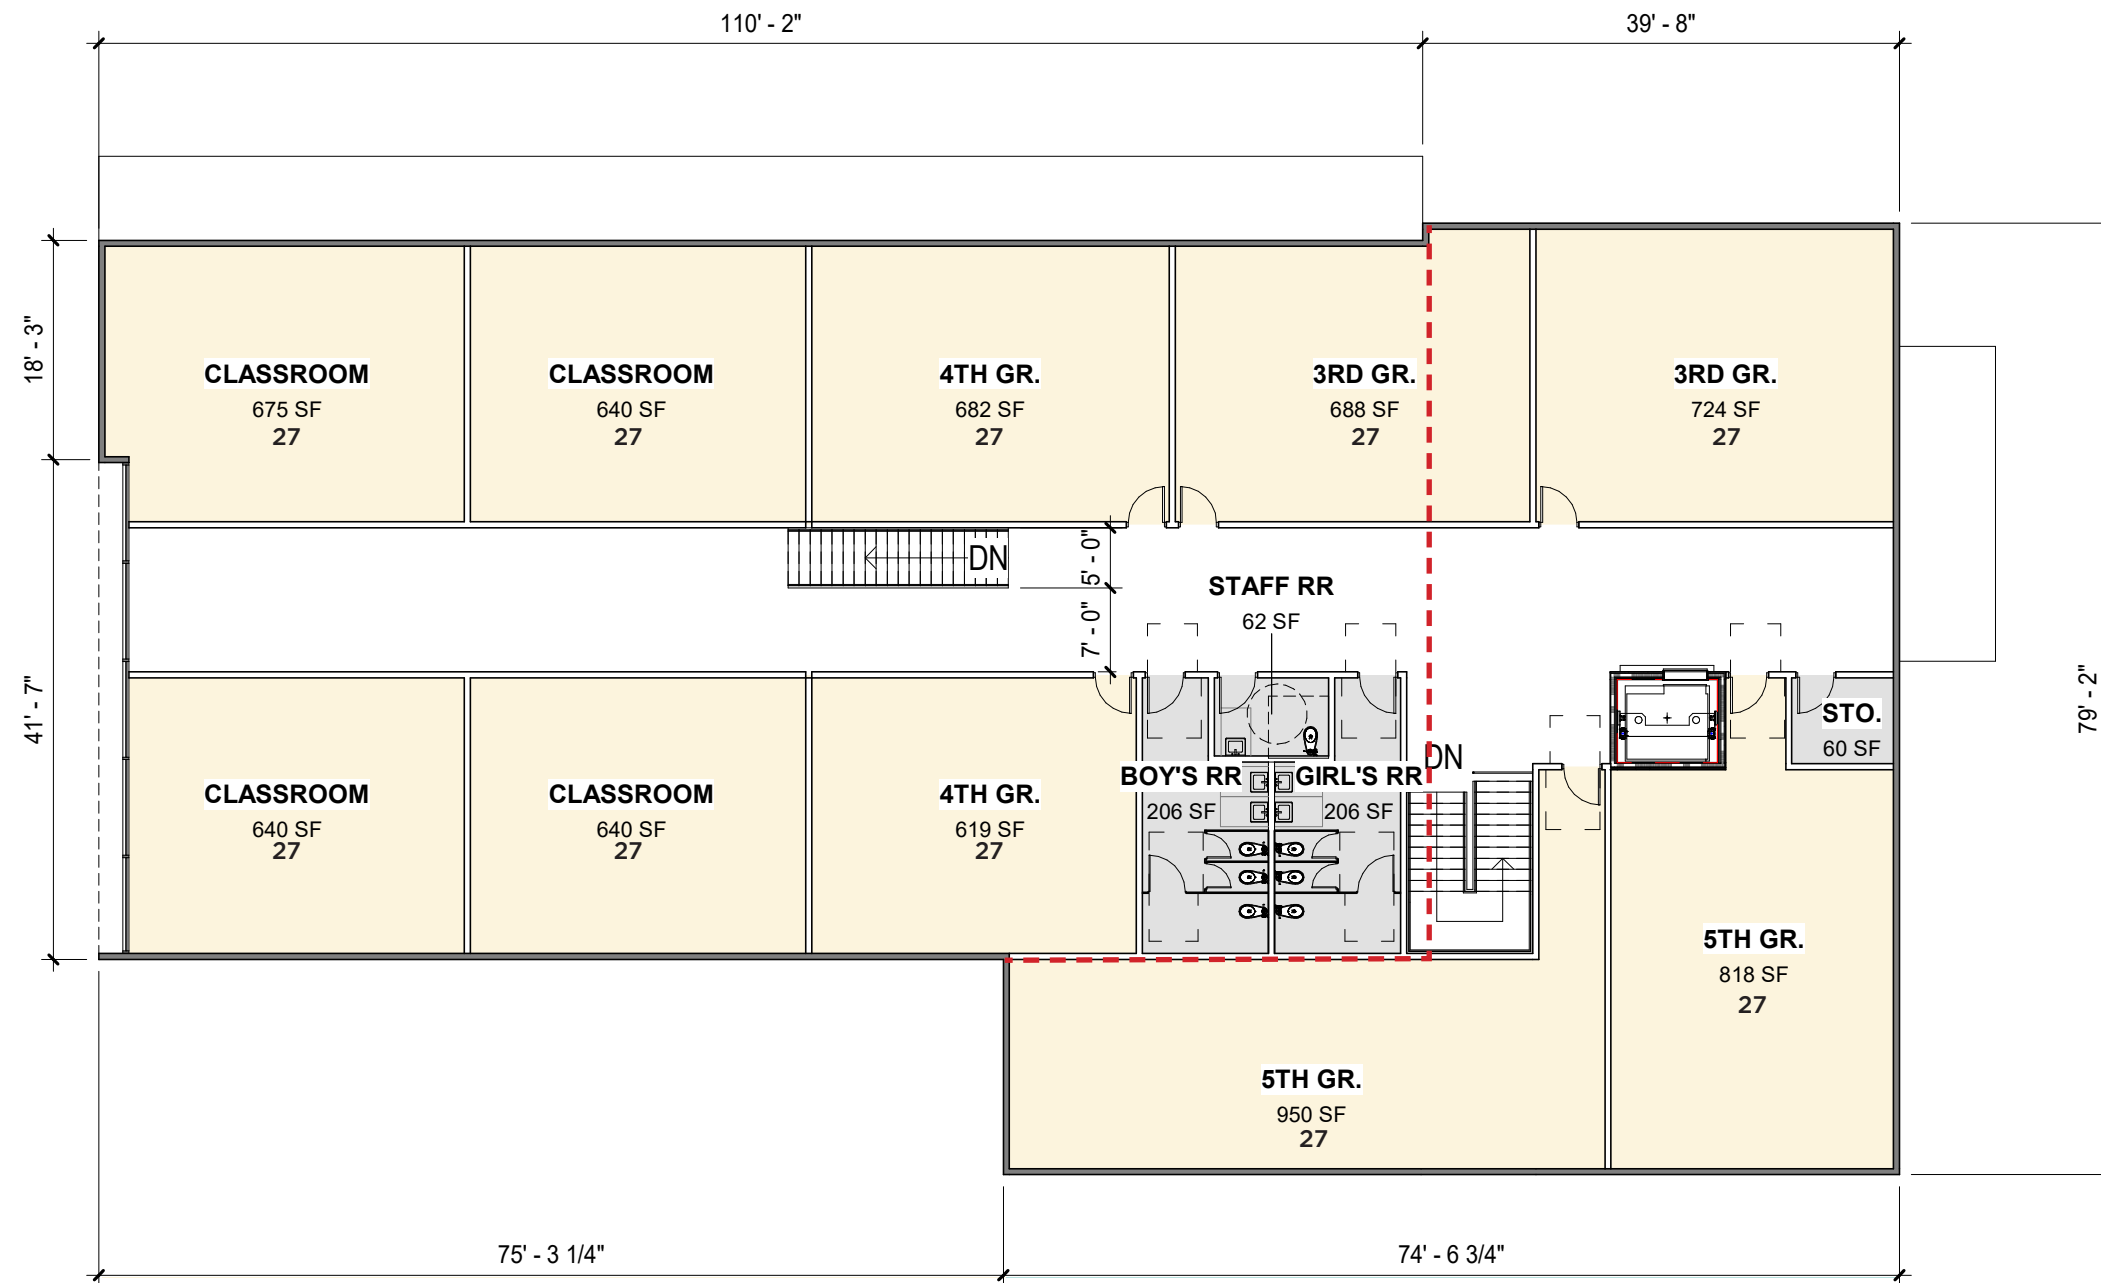 110' - 2"
39' - 8"
18' - 3"
41' - 7"
79' - 2"
CLASSROOM
675 SF
27
CLASSROOM
640 SF
27
4TH GR.
682 SF
27
3RD GR.
688 SF
27
3RD GR.
724 SF
27
DN
5' - 0"
7' - 0"
STAFF RR
62 SF
CLASSROOM
640 SF
27
CLASSROOM
640 SF
27
4TH GR.
619 SF
27
BOY'S RR
206 SF
GIRL'S RR
206 SF
DN
STO.
60 SF
5TH GR.
818 SF
27
5TH GR.
950 SF
27
75' - 3 1/4"
74' - 6 3/4"